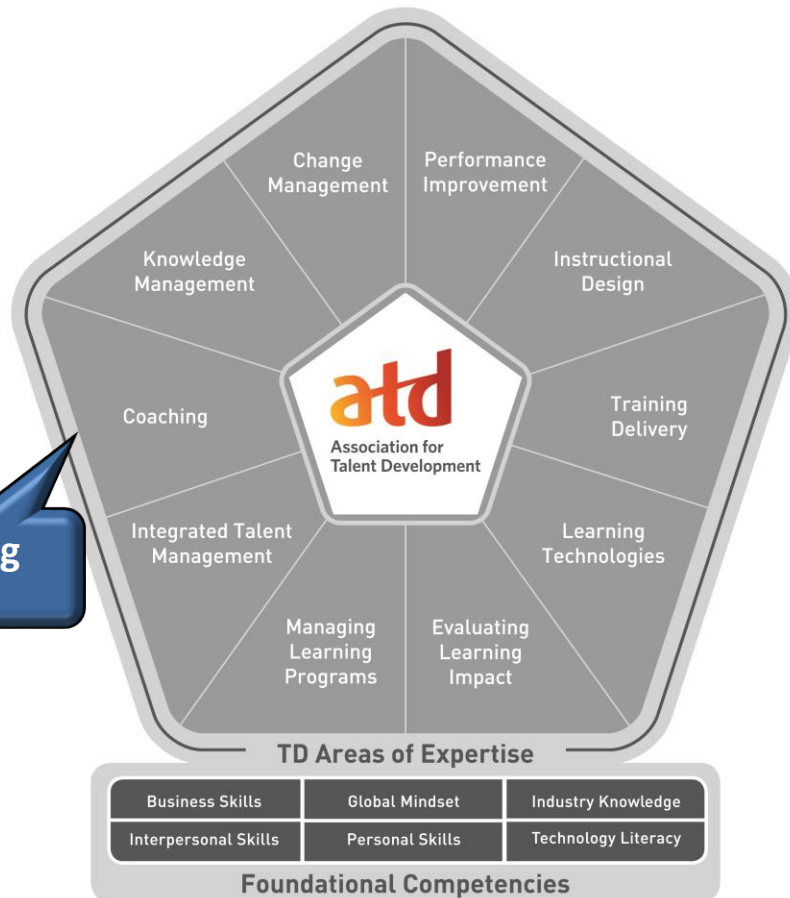 Change
Management
Performance
Improvement
Knowledge
Management
Instructional
Design
Coaching
atd
Association for
Talent Development
Training
Delivery
Integrated Talent
Management
Learning
Technologies
Managing
Learning
Programs
Evaluating
Learning
Impact
TD Areas of Expertise
Business Skills
Global Mindset
Industry Knowledge
Interpersonal Skills
Personal Skills
Technology Literacy
Foundational Competencies